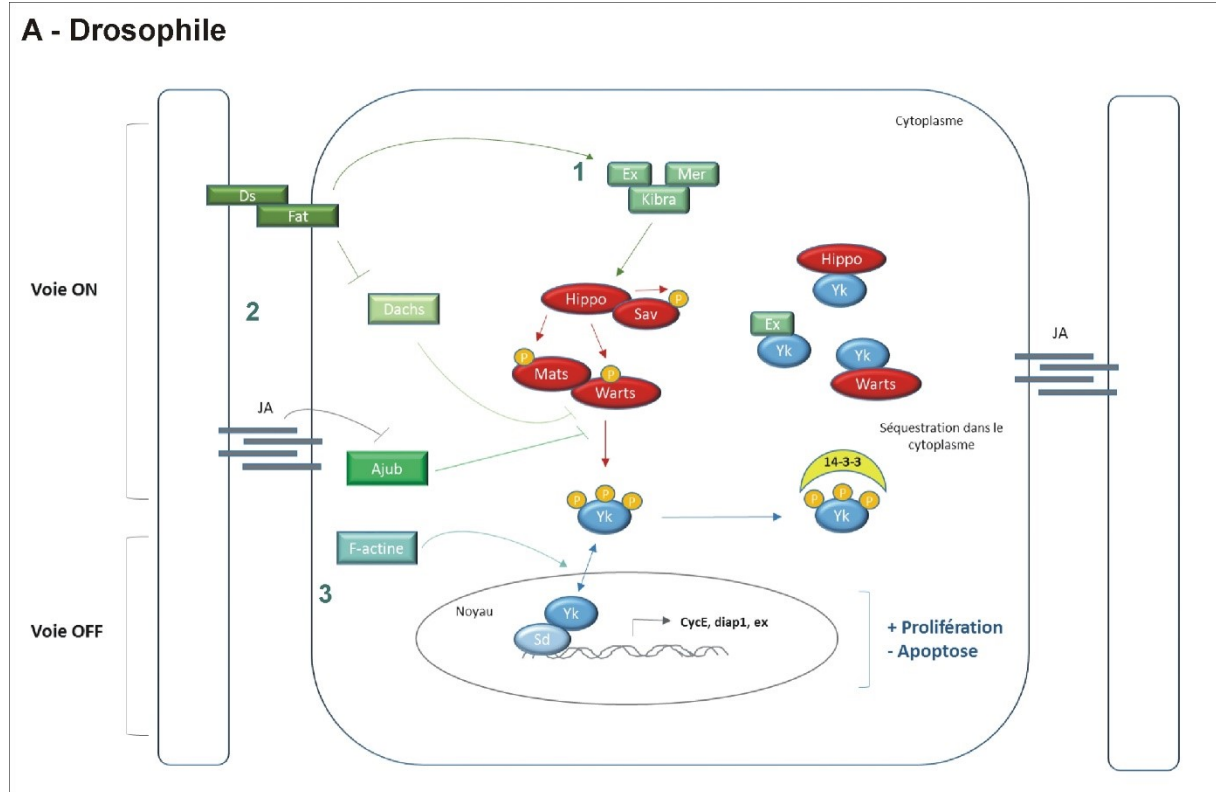 A - Drosophile
Cytoplasme
1
Ex
Mer
Kibra
Ds
Fat
Voie ON
2
Dachs
Hippo
Sav
P
P
Mats
P
Warts
Hippo
Yk
Ex
Yk
Yk
Warts
JA
JA
Séquestration dans le
cytoplasme
Ajub
14-3-3
P P P
Yk
P P P
Yk
F-actine
3
Voie OFF
Noyau
Yk
Sd
CycE, diap1, ex
+ Prolifération
- Apoptose